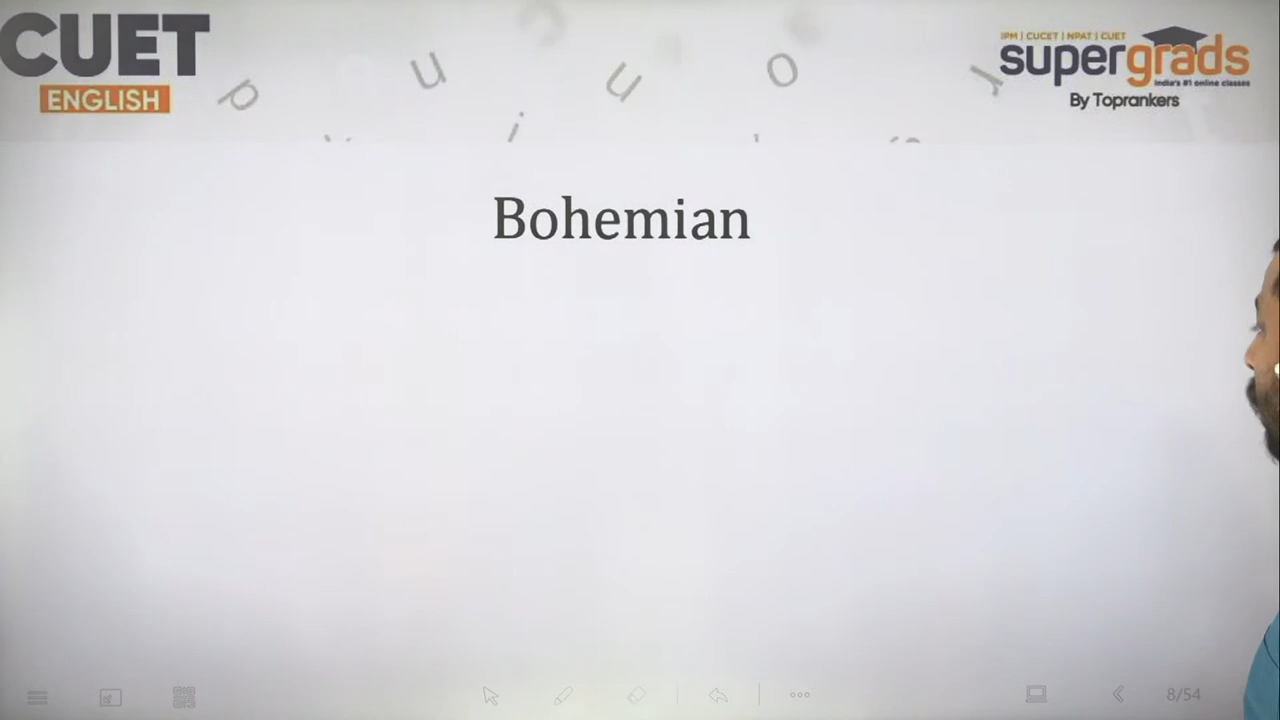 CUET
ENGLISH
IPM | CUCET | NPAT | CUET
supergrads
India's #1 online classes
By Toprankers
p u i u o r
Bohemian
8/54